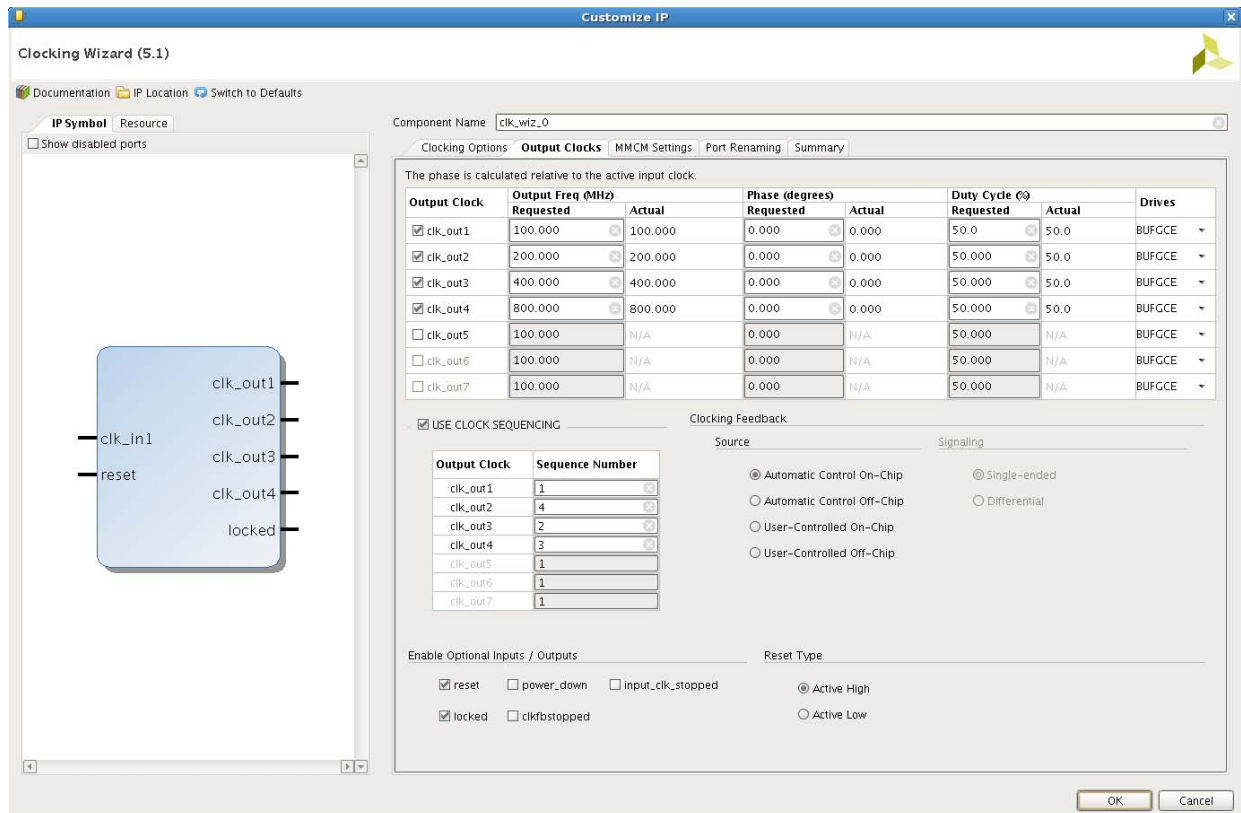 Customize IP
Clocking Wizard (5.1)
Documentation IP Location Switch to Defaults
IP Symbol Resource
Show disabled ports
clk_in1
reset
clk_out1
clk_out2
clk_out3
clk_out4
locked
Component Name clk_wiz_0
Clocking Options Output Clocks MMCM Settings Port Renaming Summary
The phase is calculated relative to the active input clock.
Output Clock Output Freq (MHz) Phase (degrees) Duty Cycle (%) Drives
Requested Actual Requested Actual Requested Actual
clk_out1 100.000 100.000 0.000 0.000 50.0 50.0 BUFGCE
clk_out2 200.000 200.000 0.000 0.000 50.000 50.0 BUFGCE
clk_out3 400.000 400.000 0.000 0.000 50.000 50.0 BUFGCE
clk_out4 800.000 800.000 0.000 0.000 50.000 50.0 BUFGCE
clk_out5 100.000 N/A 0.000 N/A 50.000 N/A BUFGCE
clk_out6 100.000 N/A 0.000 N/A 50.000 N/A BUFGCE
clk_out7 100.000 N/A 0.000 N/A 50.000 N/A BUFGCE
USE CLOCK SEQUENCING
Output Clock Sequence Number
clk_out1 1
clk_out2 4
clk_out3 2
clk_out4 3
clk_out5 1
clk_out6 1
clk_out7 1
Clocking Feedback
Source Signaling
Automatic Control On-Chip Single-ended
Automatic Control Off-Chip Differential
User-Controlled On-Chip
User-Controlled Off-Chip
Enable Optional Inputs / Outputs
reset power_down input_clk_stopped
locked clkfbstopped
Reset Type
Active High
Active Low
OK Cancel